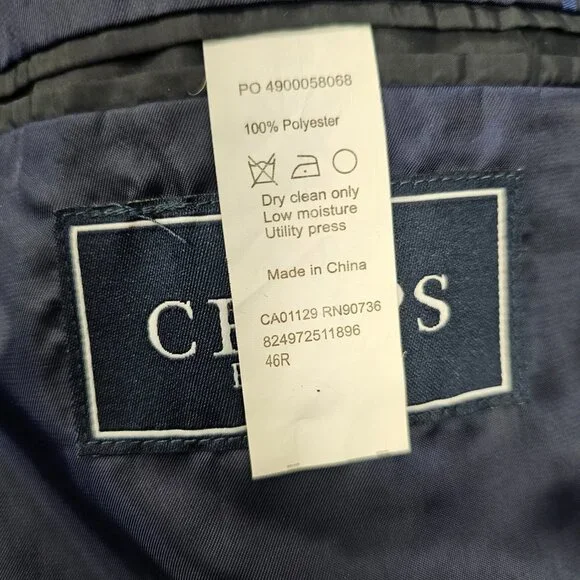 PO 4900058068
100% Polyester
Dry clean only
Low moisture
Utility press
Made in China
CA01129 RN90736
824972511896
46R